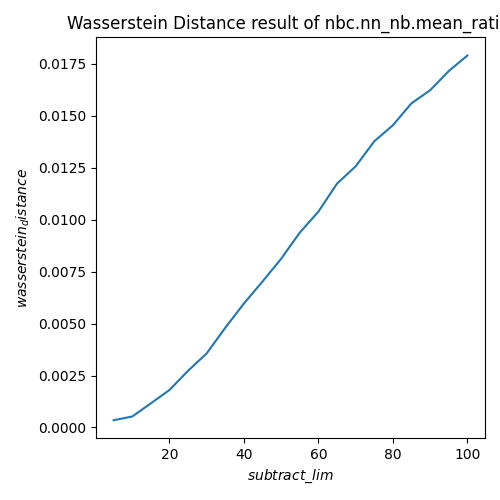 Wasserstein Distance result of nbc.nn_nb.mean_rati
0.0175
0.0150
0.0125
0.0100
0.0075
0.0050
0.0025
0.0000
wasserstein_distance
20 40 60 80 100
subtract_lim